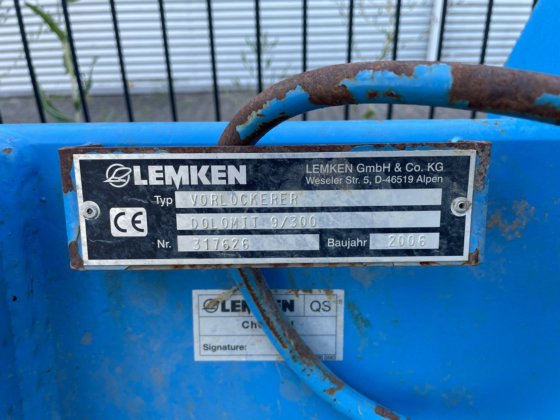 LEMKEN
LEMKEN GmbH & Co. KG
Weseler Str. 5, D-46519 Alpen
Typ VORLOCKERER
DOLOMIT 9/300
CE
Nr. 317626 Baujahr 2006
LEMKEN QS
Signature: